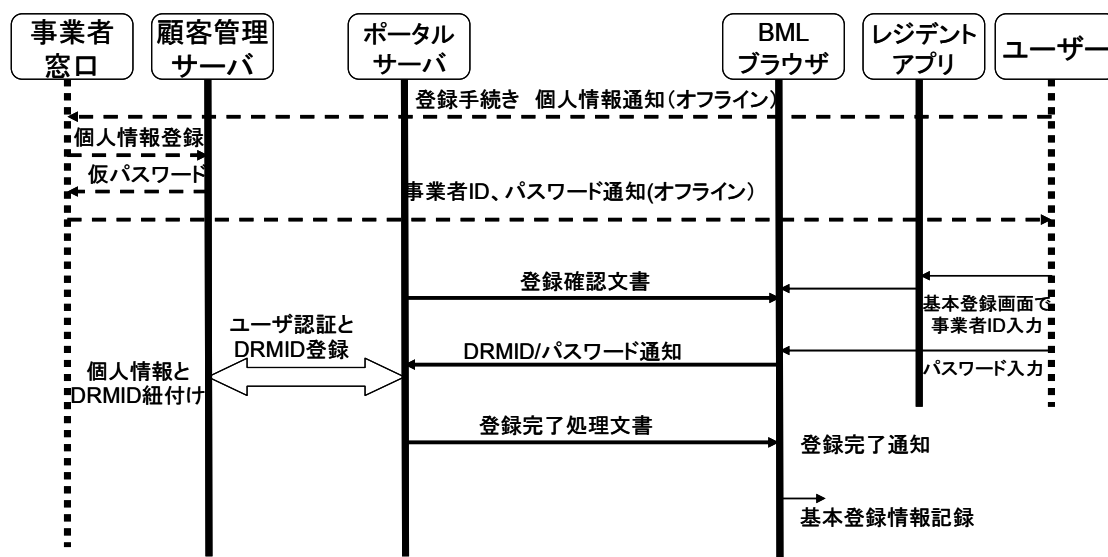 事業者
窓口
顧客管理
サーバ
ポータル
サーバ
BML
ブラウザ
レジデント
アプリ
ユーザー
登録手続き　個人情報通知(オフライン)
個人情報登録
仮パスワード
事業者ID、パスワード通知(オフライン)
登録確認文書
基本登録画面で
事業者ID入力
ユーザ認証と
DRMID登録
DRMID/パスワード通知
パスワード入力
個人情報と
DRMID紐付け
登録完了処理文書
登録完了通知
基本登録情報記録